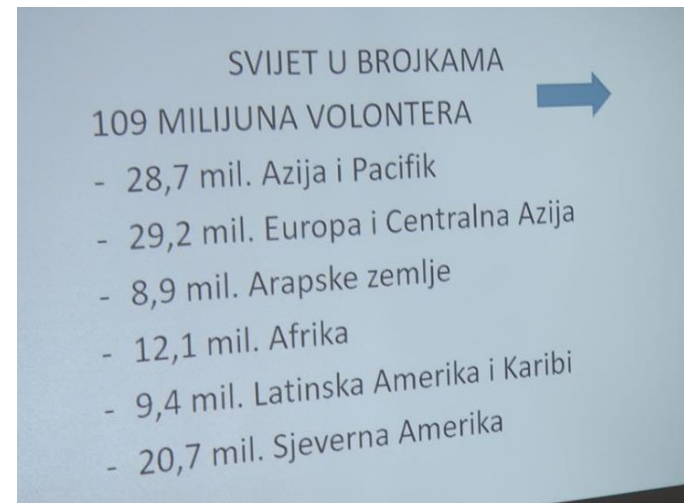 SVIJET U BROJKAMA
109 MILIJUNA VOLONTERA
- 28,7 mil. Azija i Pacifik
- 29,2 mil. Europa i Centralna Azija
- 8,9 mil. Arapske zemlje
- 12,1 mil. Afrika
- 9,4 mil. Latinska Amerika i Karibi
- 20,7 mil. Sjeverna Amerika